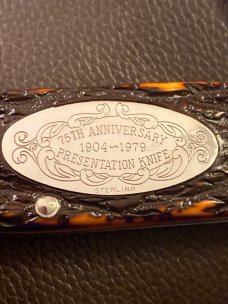 75TH ANNIVERSARY
1904-1979
PRESENTATION KNIFE
STERLING